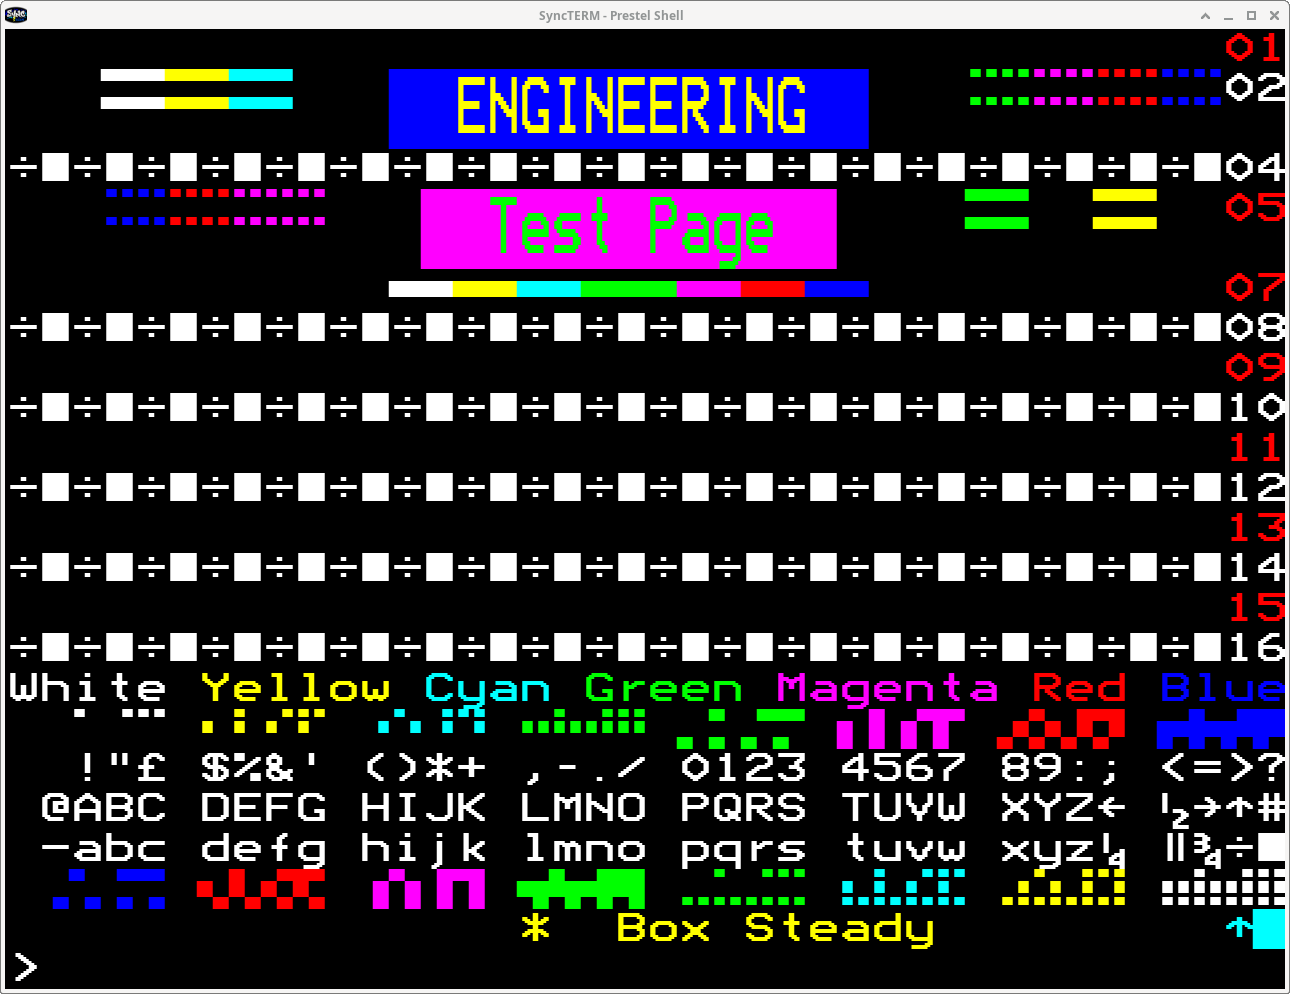 SyncTERM - Prestel Shell
01
ENGINEERING 02
÷■÷■÷■÷■÷■÷■÷■÷■÷■÷■÷■÷■÷■÷■÷■÷■÷■÷■÷■04
Test Page 05
07
÷■÷■÷■÷■÷■÷■÷■÷■÷■÷■÷■÷■÷■÷■÷■÷■÷■÷■÷■08
09
÷■÷■÷■÷■÷■÷■÷■÷■÷■÷■÷■÷■÷■÷■÷■÷■÷■÷■÷■10
11
÷■÷■÷■÷■÷■÷■÷■÷■÷■÷■÷■÷■÷■÷■÷■÷■÷■÷■÷■12
13
÷■÷■÷■÷■÷■÷■÷■÷■÷■÷■÷■÷■÷■÷■÷■÷■÷■÷■÷■14
15
÷■÷■÷■÷■÷■÷■÷■÷■÷■÷■÷■÷■÷■÷■÷■÷■÷■÷■÷■16
White Yellow Cyan Green Magenta Red Blue
!"£ $%&' ()*+ ,-./ 0123 4567 89:; <=>?
@ABC DEFG HIJK LMNO PQRS TUVW XYZ← ½→↑#
—abc defg hijk lmno pqrs tuvw xyz¼ ‖¾÷■
* Box Steady ↑
>